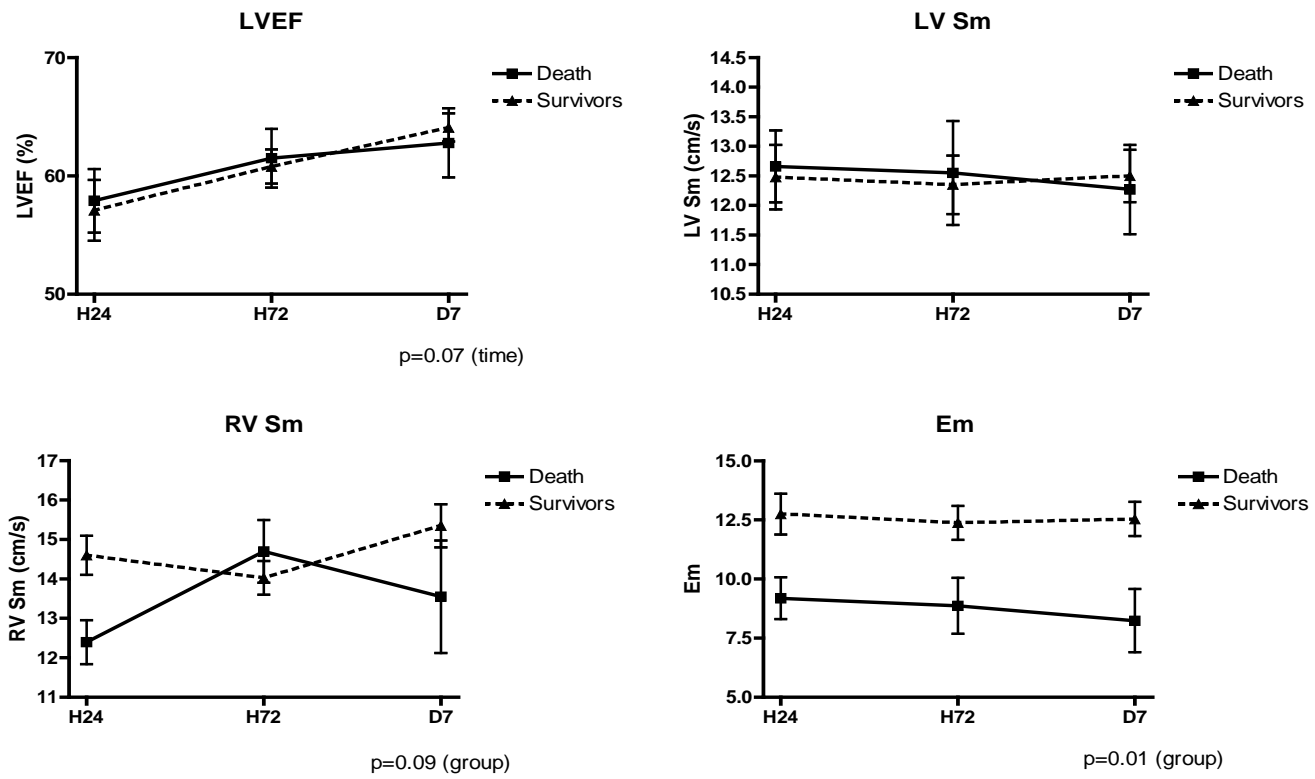 LVEF
70
60
50
LVEF (%)
H24 H72 D7
Death
Survivors
p=0.07 (time)
LV Sm
14.5
14.0
13.5
13.0
12.5
12.0
11.5
11.0
10.5
LV Sm (cm/s)
H24 H72 D7
Death
Survivors
RV Sm
17
16
15
14
13
12
11
RV Sm (cm/s)
H24 H72 D7
Death
Survivors
p=0.09 (group)
Em
15.0
12.5
10.0
7.5
5.0
Em
H24 H72 D7
Death
Survivors
p=0.01 (group)